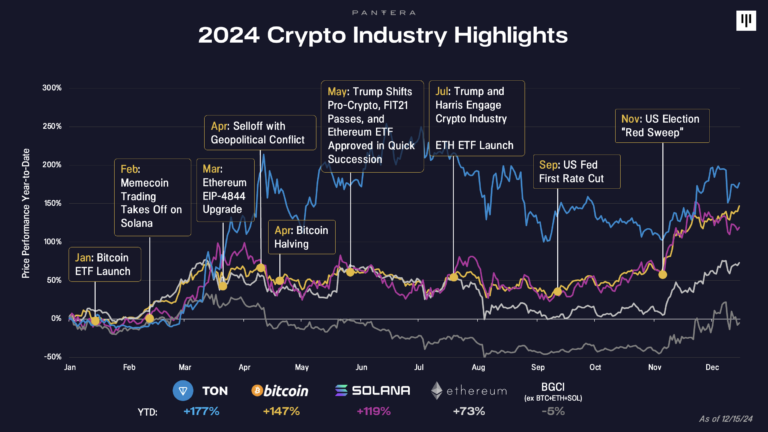 PANTERA
2024 Crypto Industry Highlights
Price Performance Year-to-Date
300%
250%
200%
150%
100%
50%
0%
-50%
Jan: Bitcoin
ETF Launch
Feb:
Memecoin
Trading
Takes Off on
Solana
Mar:
Ethereum
EIP-4844
Upgrade
Apr: Selloff with
Geopolitical Conflict
Apr: Bitcoin
Halving
May: Trump Shifts
Pro-Crypto, FIT21
Passes, and
Ethereum ETF
Approved in Quick
Succession
Jul: Trump and
Harris Engage
Crypto Industry
ETH ETF Launch
Sep: US Fed
First Rate Cut
Nov: US Election
"Red Sweep"
Jan Feb Mar Apr May Jun Jul Aug Sep Oct Nov Dec
TON bitcoin SOLANA ethereum BGCI
(ex BTC+ETH+SOL)
YTD: +177% +147% +119% +73% -5%
As of 12/15/24